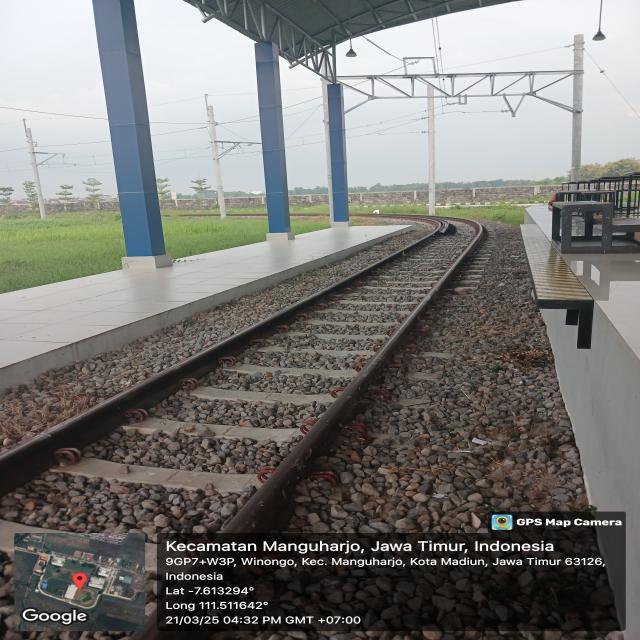 GPS Map Camera
Kecamatan Manguharjo, Jawa Timur, Indonesia
9GP7+W3P, Winongo, Kec. Manguharjo, Kota Madiun, Jawa Timur 63126,
Indonesia
Lat -7.613294°
Long 111.511642°
21/03/25 04:32 PM GMT +07:00
Google